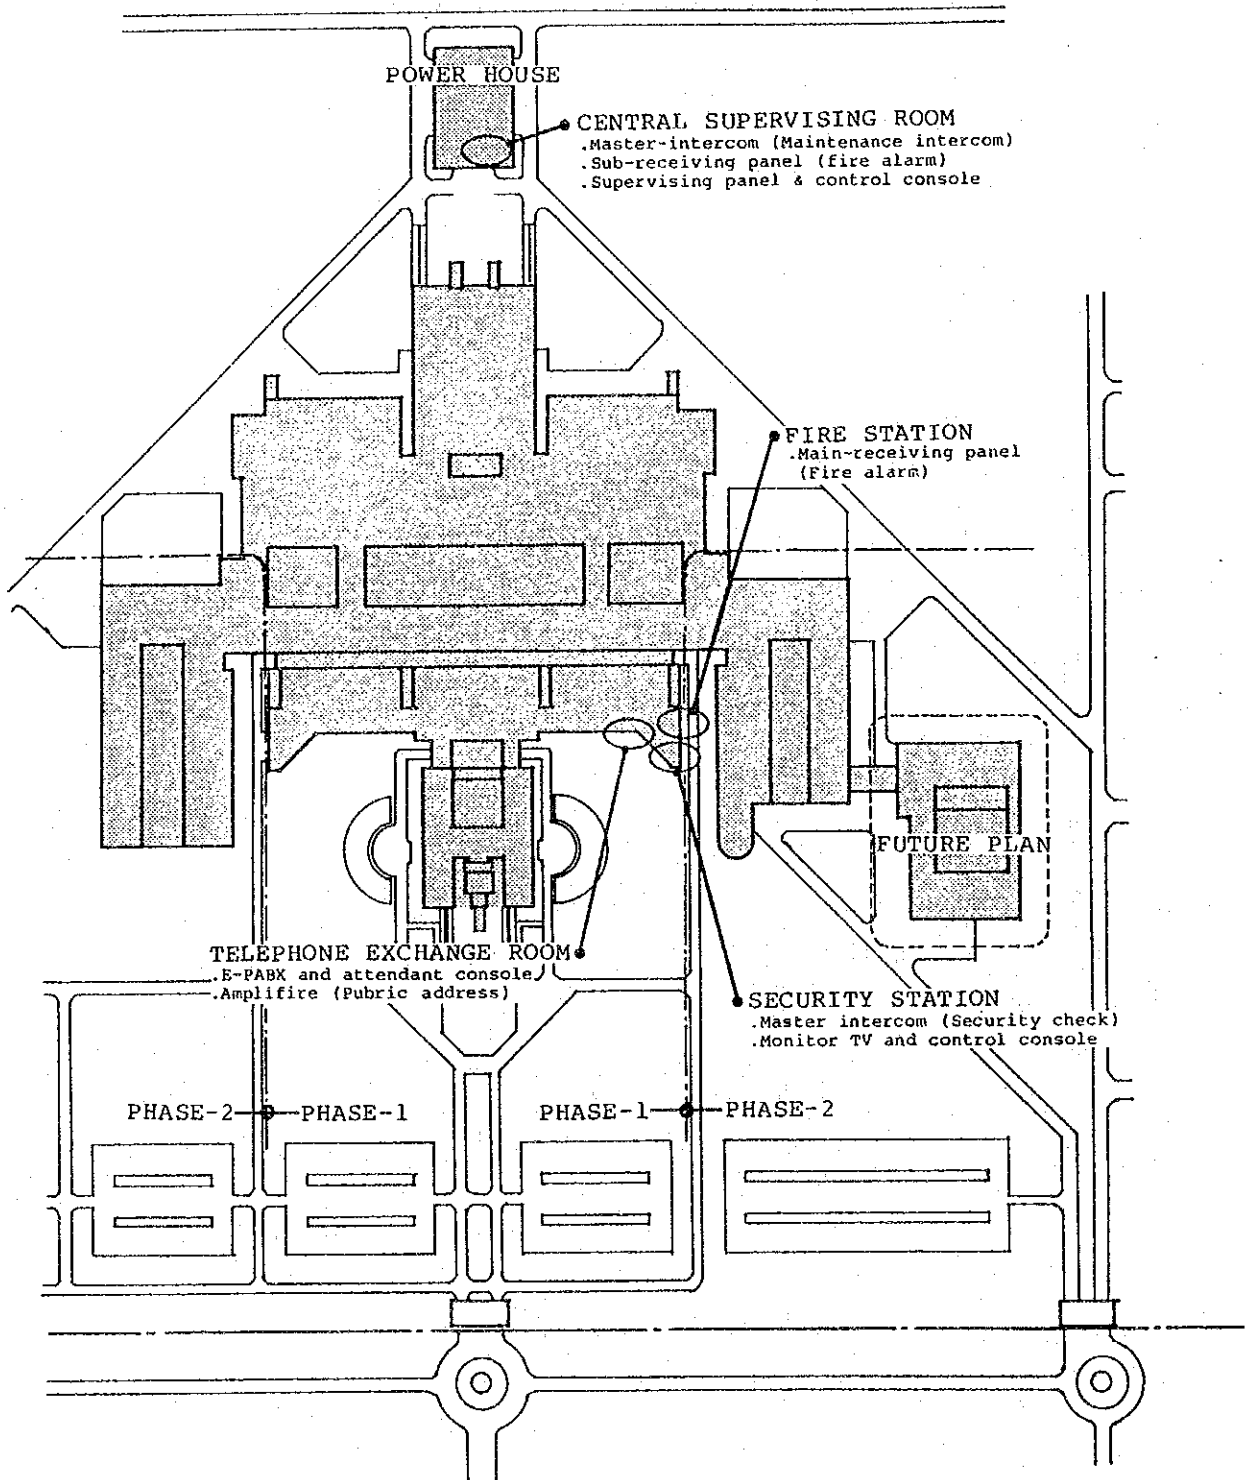 POWER HOUSE
CENTRAL SUPERVISING ROOM
.Master-intercom (Maintenance intercom)
.Sub-receiving panel (fire alarm)
.Supervising panel & control console
FIRE STATION
.Main-receiving panel
(Fire alarm)
FUTURE PLAN
TELEPHONE EXCHANGE ROOM
.E-PABX and attendant console
.Amplifire (Pubric address)
SECURITY STATION
.Master intercom (Security check)
.Monitor TV and control console
PHASE-2 PHASE-1 PHASE-1 PHASE-2